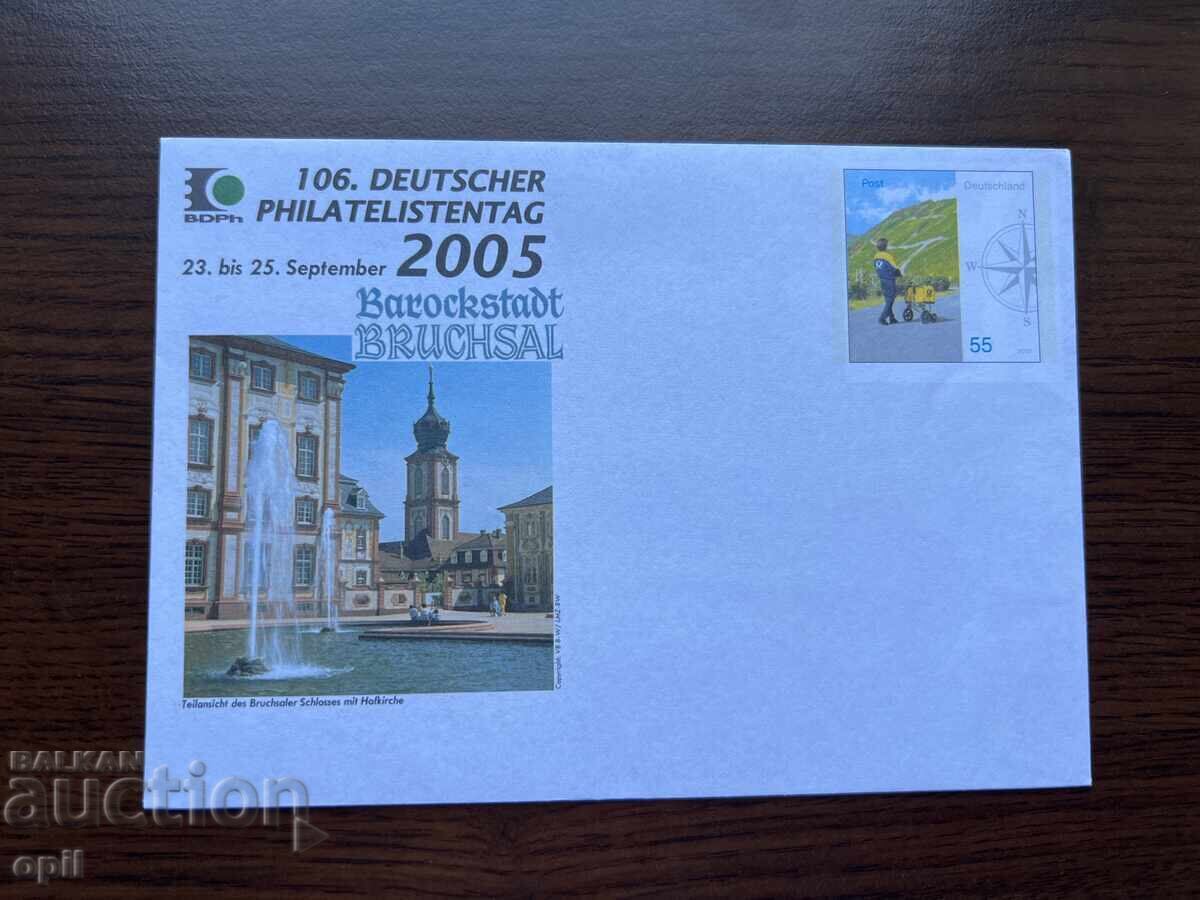 BDPh
106. DEUTSCHER
PHILATELISTENTAG
23. bis 25. September 2005
Barockstadt
BRUCHSAL
Teilansicht des Bruchsaler Schlosses mit Hofkirche
Post
Deutschland
N
W
S
55
BALKAN
auction
opil